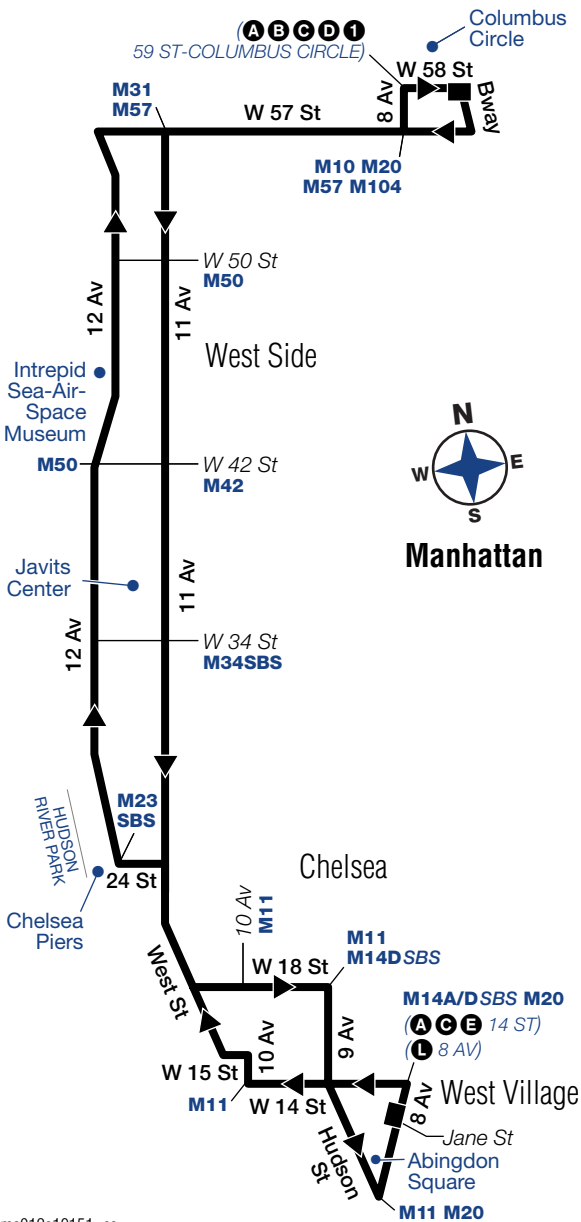 Columbus
Circle
(A B C D 1
59 ST-COLUMBUS CIRCLE)
W 58 St
8 Av
Bway
M31
M57
W 57 St
M10 M20
M57 M104
W 50 St
M50
12 Av
11 Av
West Side
Intrepid
Sea-Air-
Space
Museum
M50
W 42 St
M42
N
W
E
S
Manhattan
Javits
Center
11 Av
12 Av
W 34 St
M34SBS
M23
SBS
HUDSON
RIVER PARK
24 St
Chelsea
Piers
Chelsea
10 Av
M11
M11
M14DSBS
W 18 St
West St
M14A/DSBS M20
(A C E 14 ST)
(L 8 AV)
10 Av
9 Av
W 15 St
M11
W 14 St
8 Av
West Village
Jane St
Hudson
St
Abingdon
Square
M11 M20